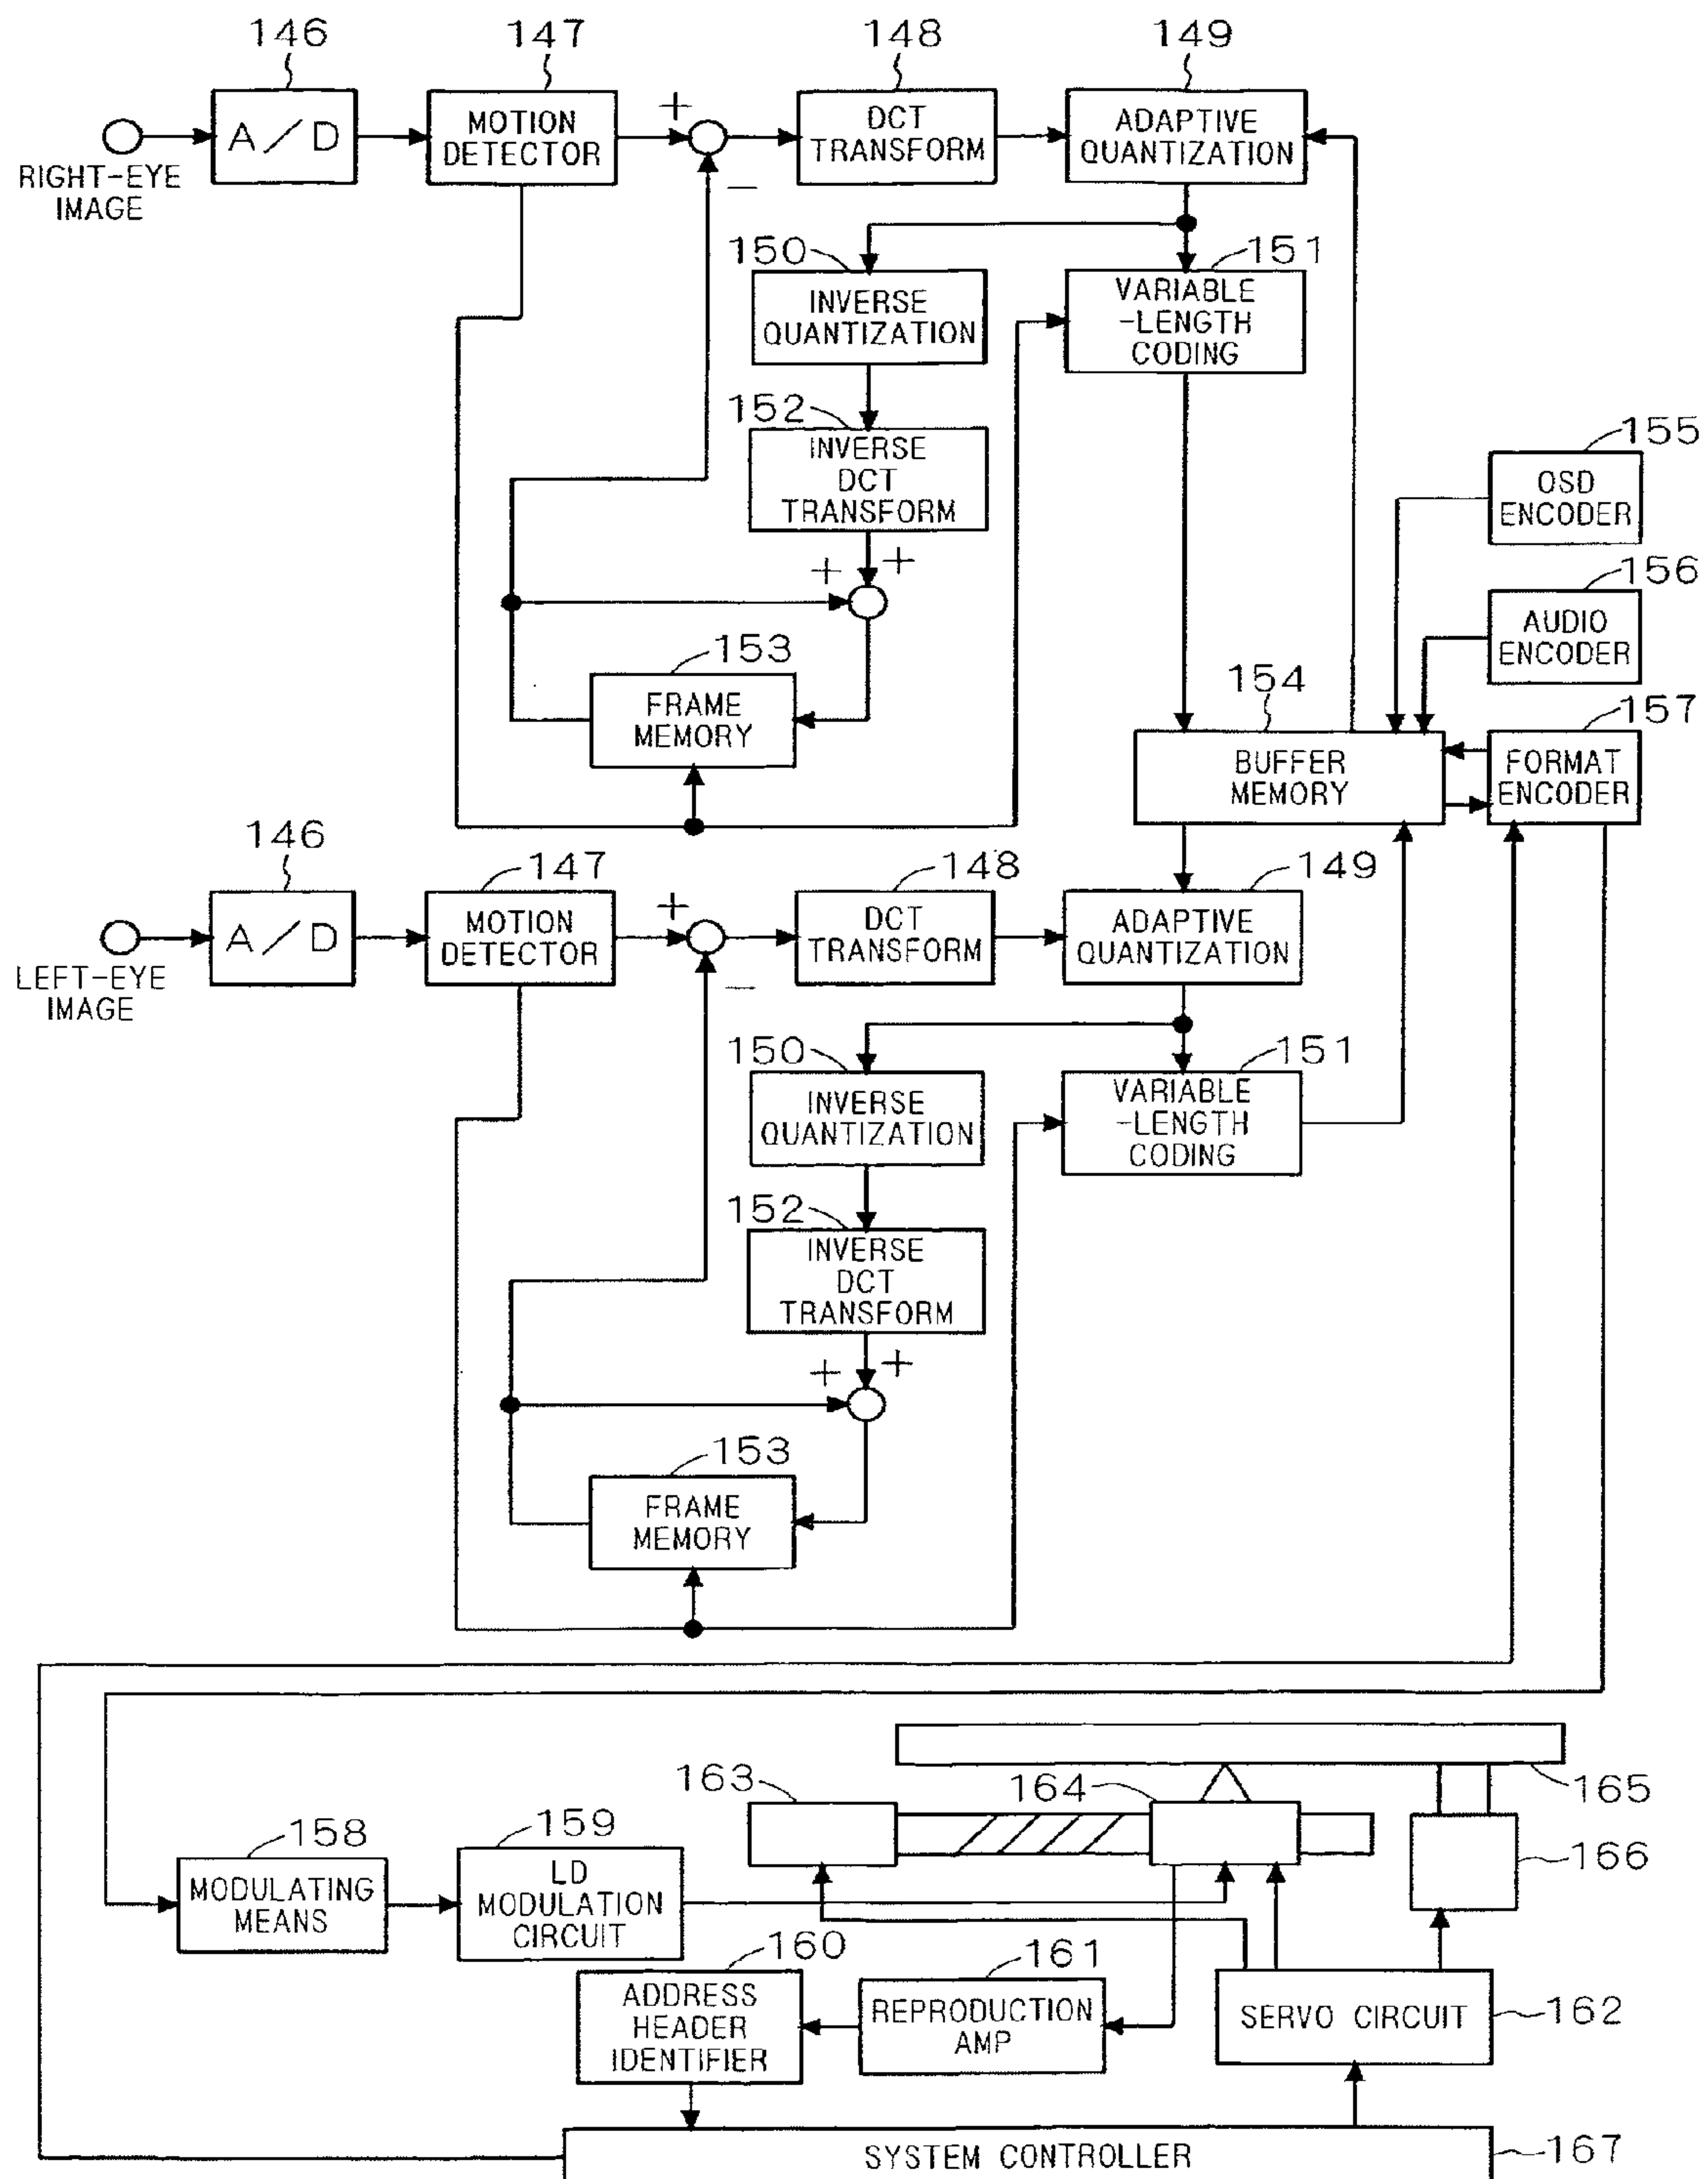 146
147
148
149
A/D
MOTION
DETECTOR
+
−
DCT
TRANSFORM
ADAPTIVE
QUANTIZATION
RIGHT-EYE
IMAGE
150
151
INVERSE
QUANTIZATION
VARIABLE
-LENGTH
CODING
152
INVERSE
DCT
TRANSFORM
155
OSD
ENCODER
+
+
156
AUDIO
ENCODER
153
FRAME
MEMORY
154
BUFFER
MEMORY
157
FORMAT
ENCODER
146
147
148
149
A/D
MOTION
DETECTOR
+
−
DCT
TRANSFORM
ADAPTIVE
QUANTIZATION
LEFT-EYE
IMAGE
150
151
INVERSE
QUANTIZATION
VARIABLE
-LENGTH
CODING
152
INVERSE
DCT
TRANSFORM
+
+
153
FRAME
MEMORY
163
164
165
158
MODULATING
MEANS
159
LD
MODULATION
CIRCUIT
166
160
ADDRESS
HEADER
IDENTIFIER
161
REPRODUCTION
AMP
SERVO CIRCUIT
162
SYSTEM CONTROLLER
167